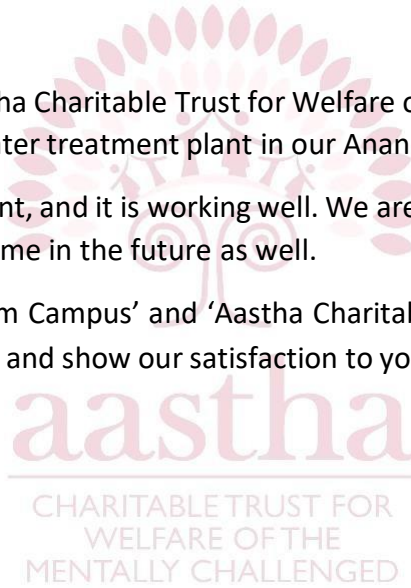 ha Charitable Trust for Welfare o
ter treatment plant in our Anan
nt, and it is working well. We are
me in the future as well.
m Campus' and 'Aastha Charital
and show our satisfaction to yo
aastha
CHARITABLE TRUST FOR
WELFARE OF THE
MENTALLY CHALLENGED